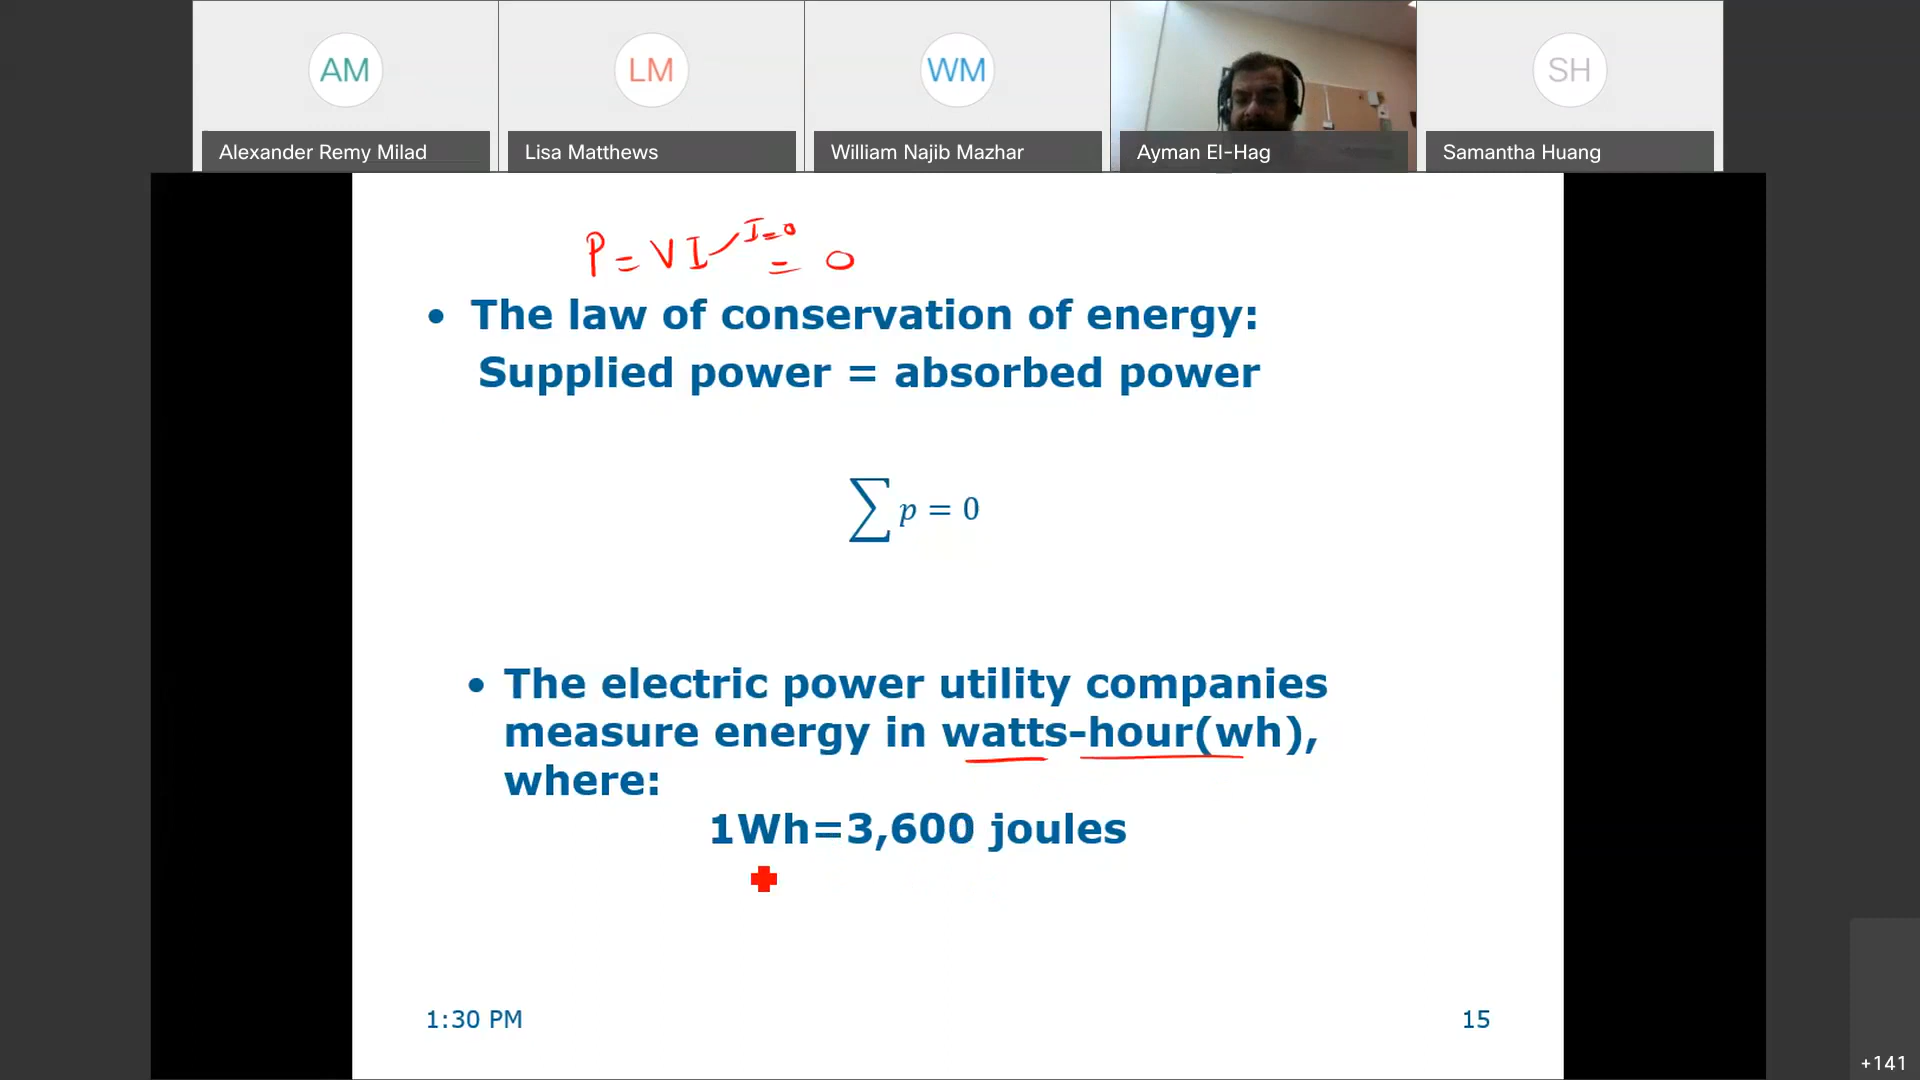 AM
LM
WM
SH
Alexander Remy Milad
Lisa Matthews
William Najib Mazhar
Ayman El-Hag
Samantha Huang
P = VI I=0 = 0
• The law of conservation of energy:
Supplied power = absorbed power
∑ p = 0
• The electric power utility companies
measure energy in watts-hour(wh),
where:
1Wh=3,600 joules
1:30 PM
15
+141